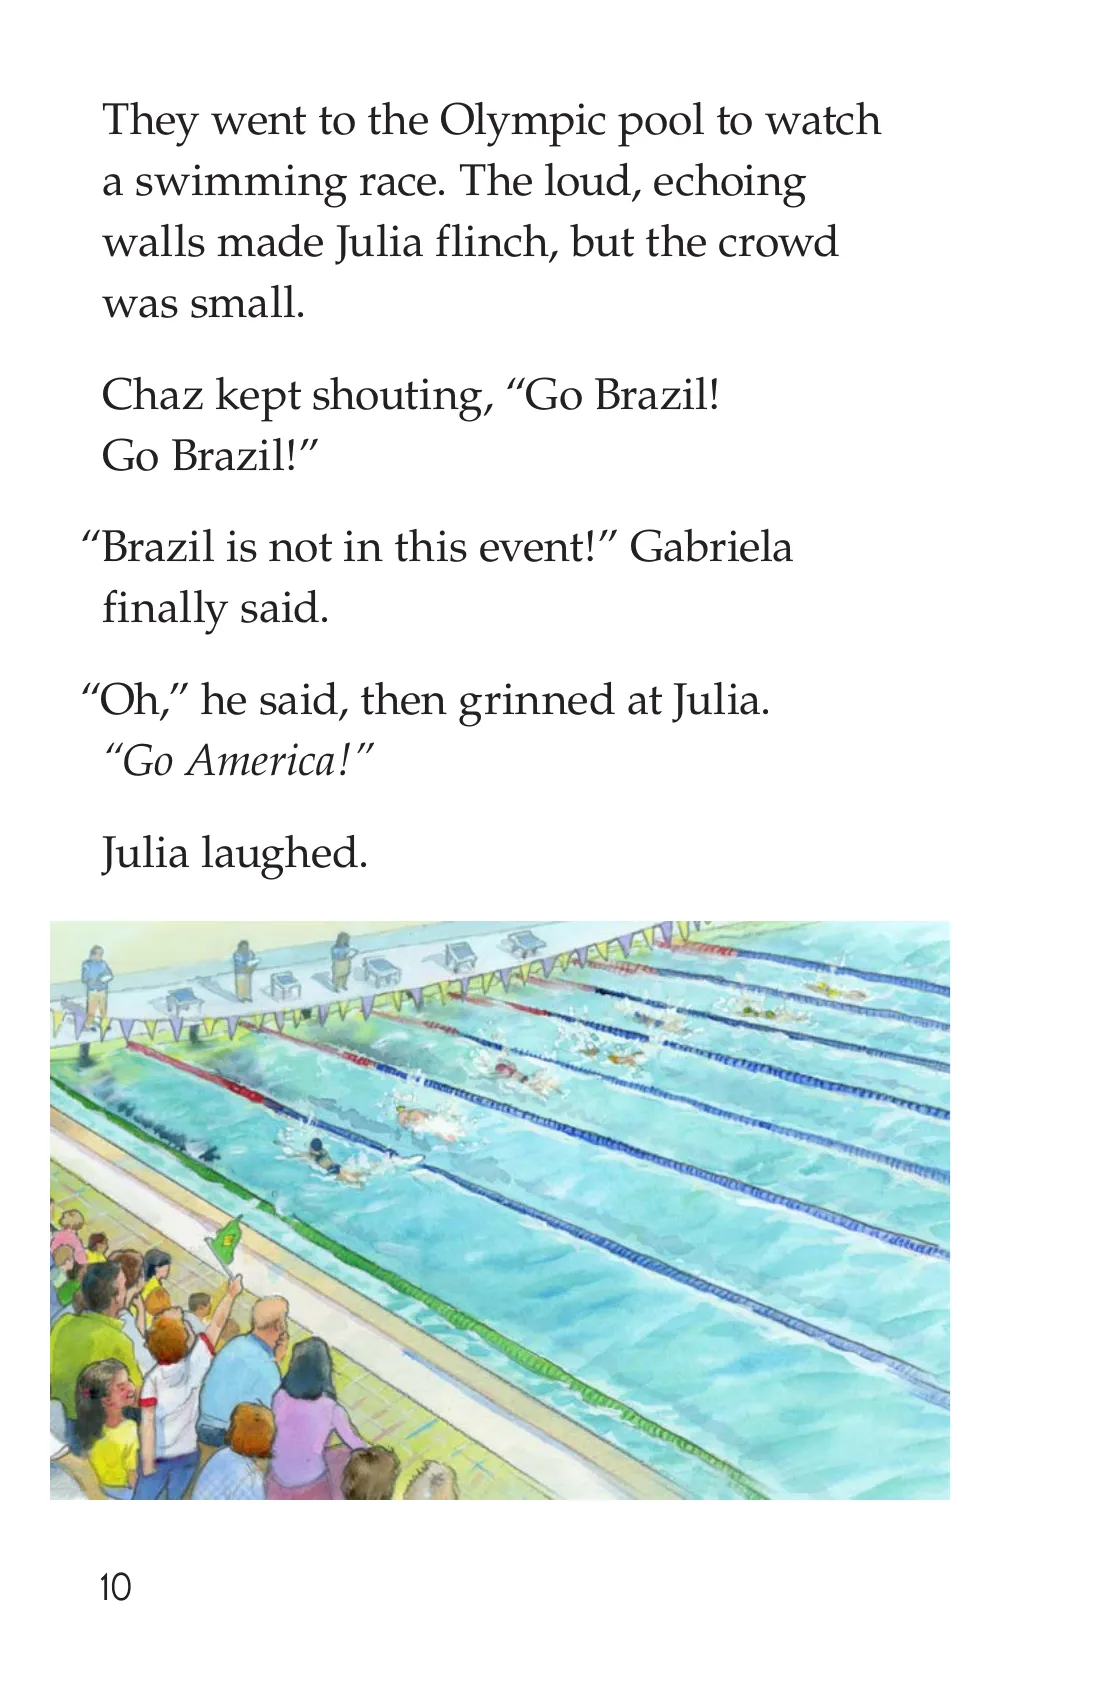 They went to the Olympic pool to watch
a swimming race. The loud, echoing
walls made Julia flinch, but the crowd
was small.
Chaz kept shouting, “Go Brazil!
Go Brazil!”
“Brazil is not in this event!” Gabriela
finally said.
“Oh,” he said, then grinned at Julia.
“Go America!”
Julia laughed.
10